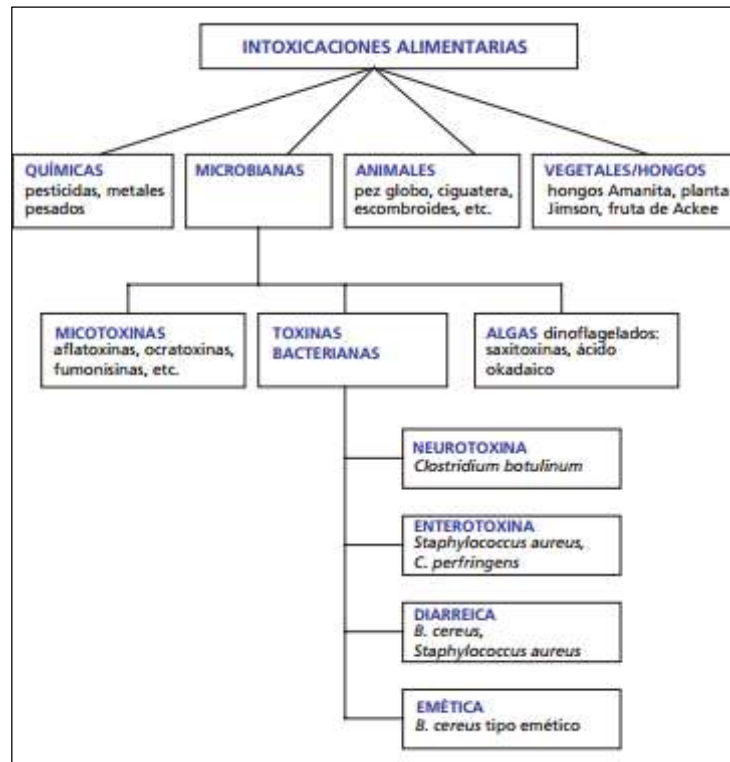 INTOXICACIONES ALIMENTARIAS
QUÍMICAS
pesticidas, metales
pesados
MICROBIANAS
ANIMALES
pez globo, ciguatera,
escombroides, etc.
VEGETALES/HONGOS
hongos Amanita, planta
Jimson, fruta de Ackee
MICOTOXINAS
aflatoxinas, ocratoxinas,
fumonisinas, etc.
TOXINAS
BACTERIANAS
ALGAS dinoflagelados:
saxitoxinas, ácido
okadaico
NEUROTOXINA
Clostridium botulinum
ENTEROTOXINA
Staphylococcus aureus,
C. perfringens
DIARREICA
B. cereus,
Staphylococcus aureus
EMÉTICA
B. cereus tipo emético